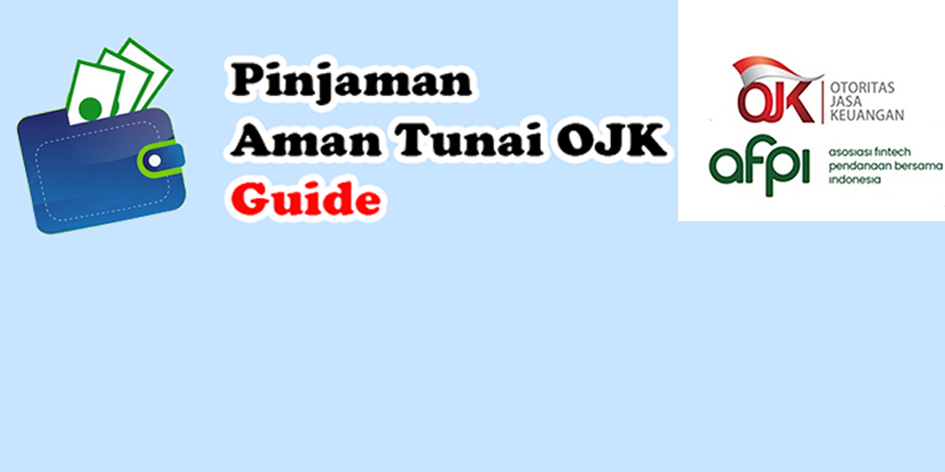 Pinjaman
Aman Tunai OJK
Guide
OJK
OTORITAS
JASA
KEUANGAN
afpi
asosiasi fintech
pendanaan bersama
indonesia